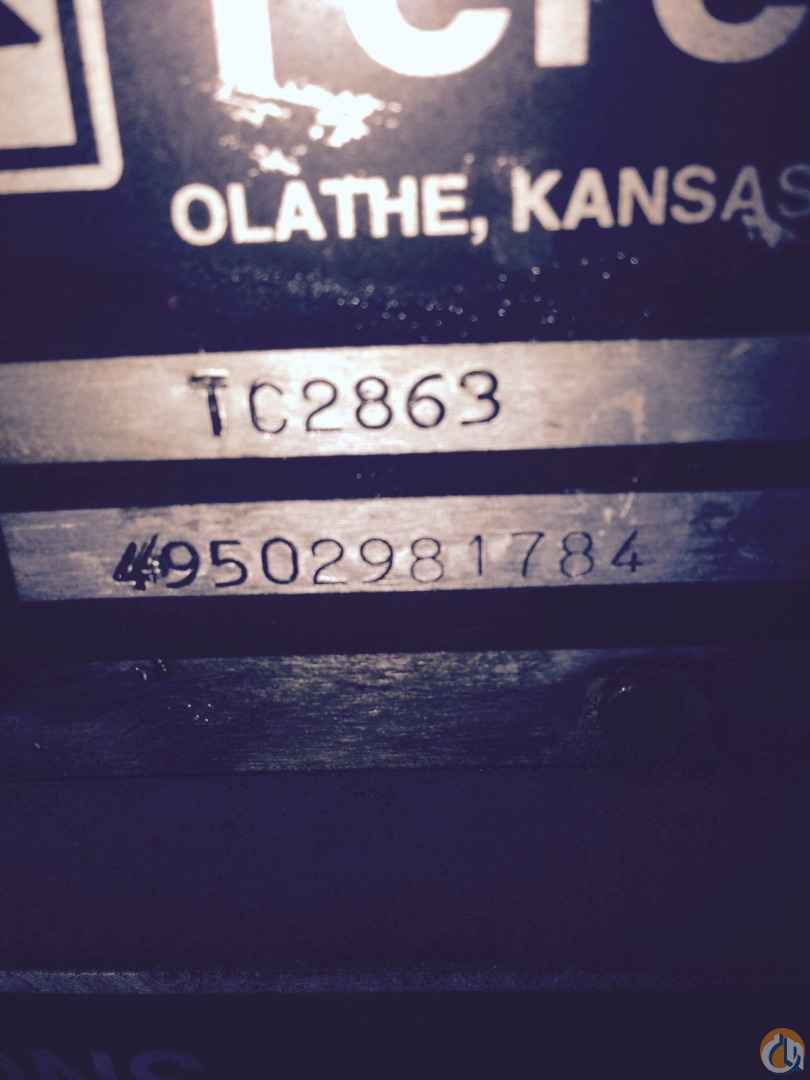 OLATHE, KANSAS
TC2863
49502981784